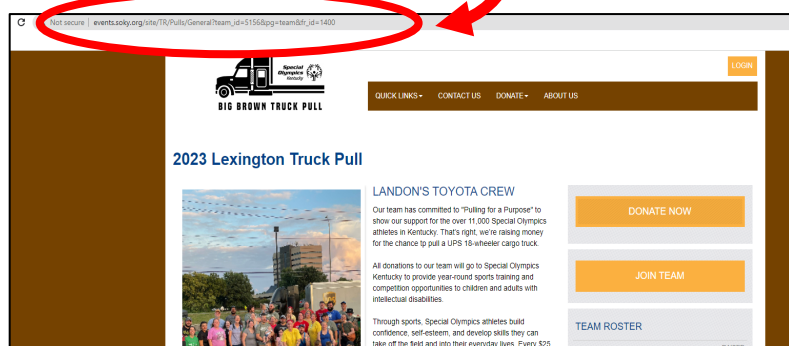 Not secure | events.soky.org/site/TR/Pulls/General?team_id=5156&pg=team&fr_id=1400
Special
Olympics
Kentucky
BIG BROWN TRUCK PULL
LOGIN
QUICK LINKS CONTACT US DONATE ABOUT US
2023 Lexington Truck Pull
LANDON'S TOYOTA CREW
Our team has committed to "Pulling for a Purpose" to
show our support for the over 11,000 Special Olympics
athletes in Kentucky. That's right, we're raising money
for the chance tp pull a UPS 18-wheeler cargo truck.
All donations to our team will go to Special Olympics
Kentucky to provide year-round sports training and
competition opportunities to children and adults with
intellectual disabilities.
Through sports, Special Olympics athletes build
confidence, self-esteem, and develop skills they can
take off the field and into their everyday lives. Every $25
DONATE NOW
JOIN TEAM
TEAM ROSTER